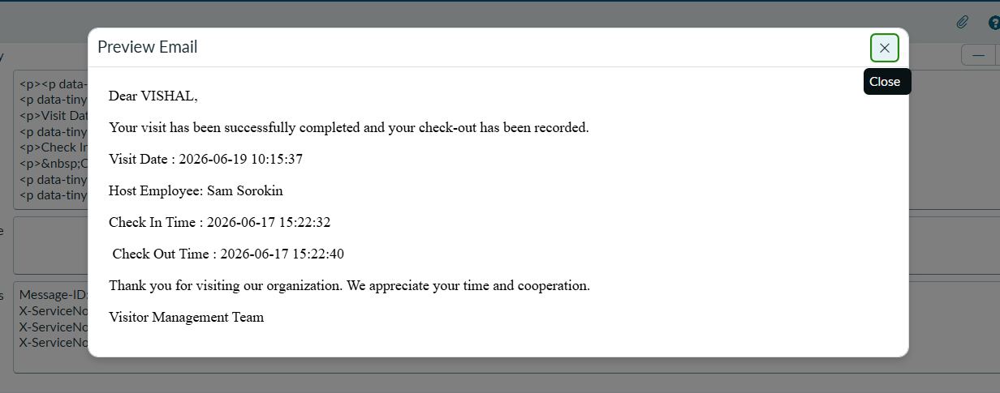 Preview Email
Close
<p><p data-
<p data-tiny
<p>Visit Dat
<p data-tiny
<p>Check In
<p>&nbsp;C
<p data-tiny
<p data-tiny
Dear VISHAL,
Your visit has been successfully completed and your check-out has been recorded.
Visit Date : 2026-06-19 10:15:37
Host Employee: Sam Sorokin
Check In Time : 2026-06-17 15:22:32
Check Out Time : 2026-06-17 15:22:40
Thank you for visiting our organization. We appreciate your time and cooperation.
Visitor Management Team
Message-ID:
X-ServiceNo
X-ServiceNo
X-ServiceNo